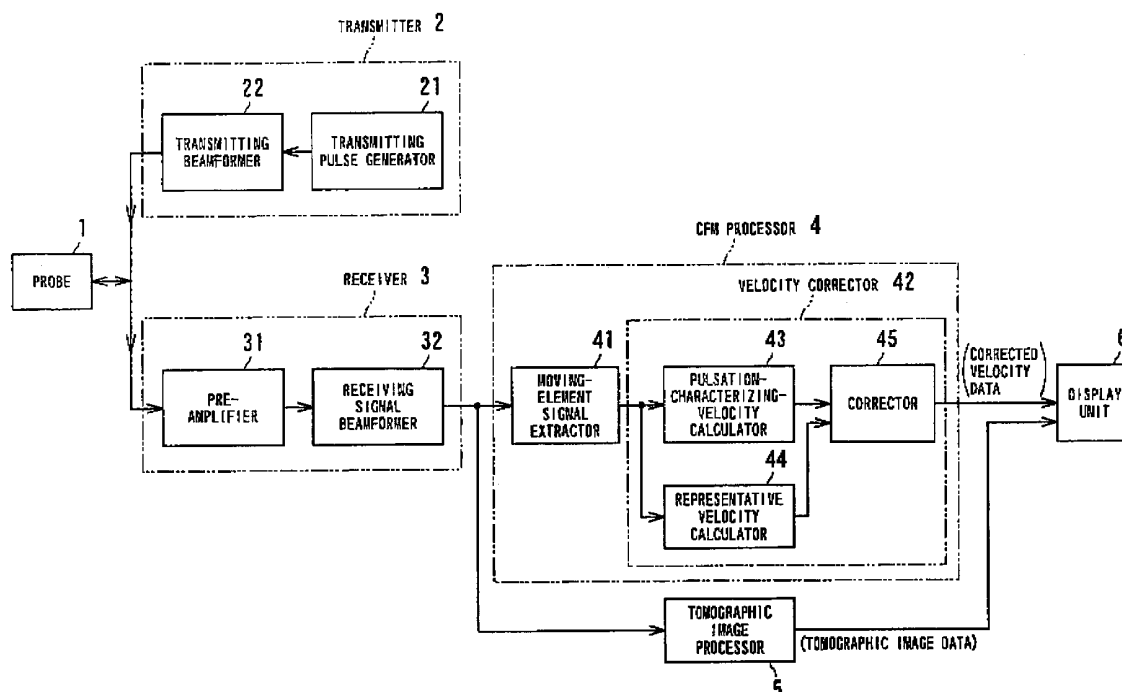 TRANSMITTER 2
22
21
TRANSMITTING
BEAMFORMER
TRANSMITTING
PULSE GENERATOR
1
PROBE
CFM PROCESSOR 4
RECEIVER 3
VELOCITY CORRECTOR 42
31
32
41
43
45
6
PRE-
AMPLIFIER
RECEIVING
SIGNAL
BEAMFORMER
MOVING-
ELEMENT
SIGNAL
EXTRACTOR
PULSATION-
CHARACTERIZING-
VELOCITY
CALCULATOR
CORRECTOR
(CORRECTED
VELOCITY
DATA)
DISPLAY
UNIT
44
REPRESENTATIVE
VELOCITY
CALCULATOR
TOMOGRAPHIC
IMAGE
PROCESSOR
(TOMOGRAPHIC IMAGE DATA)
5